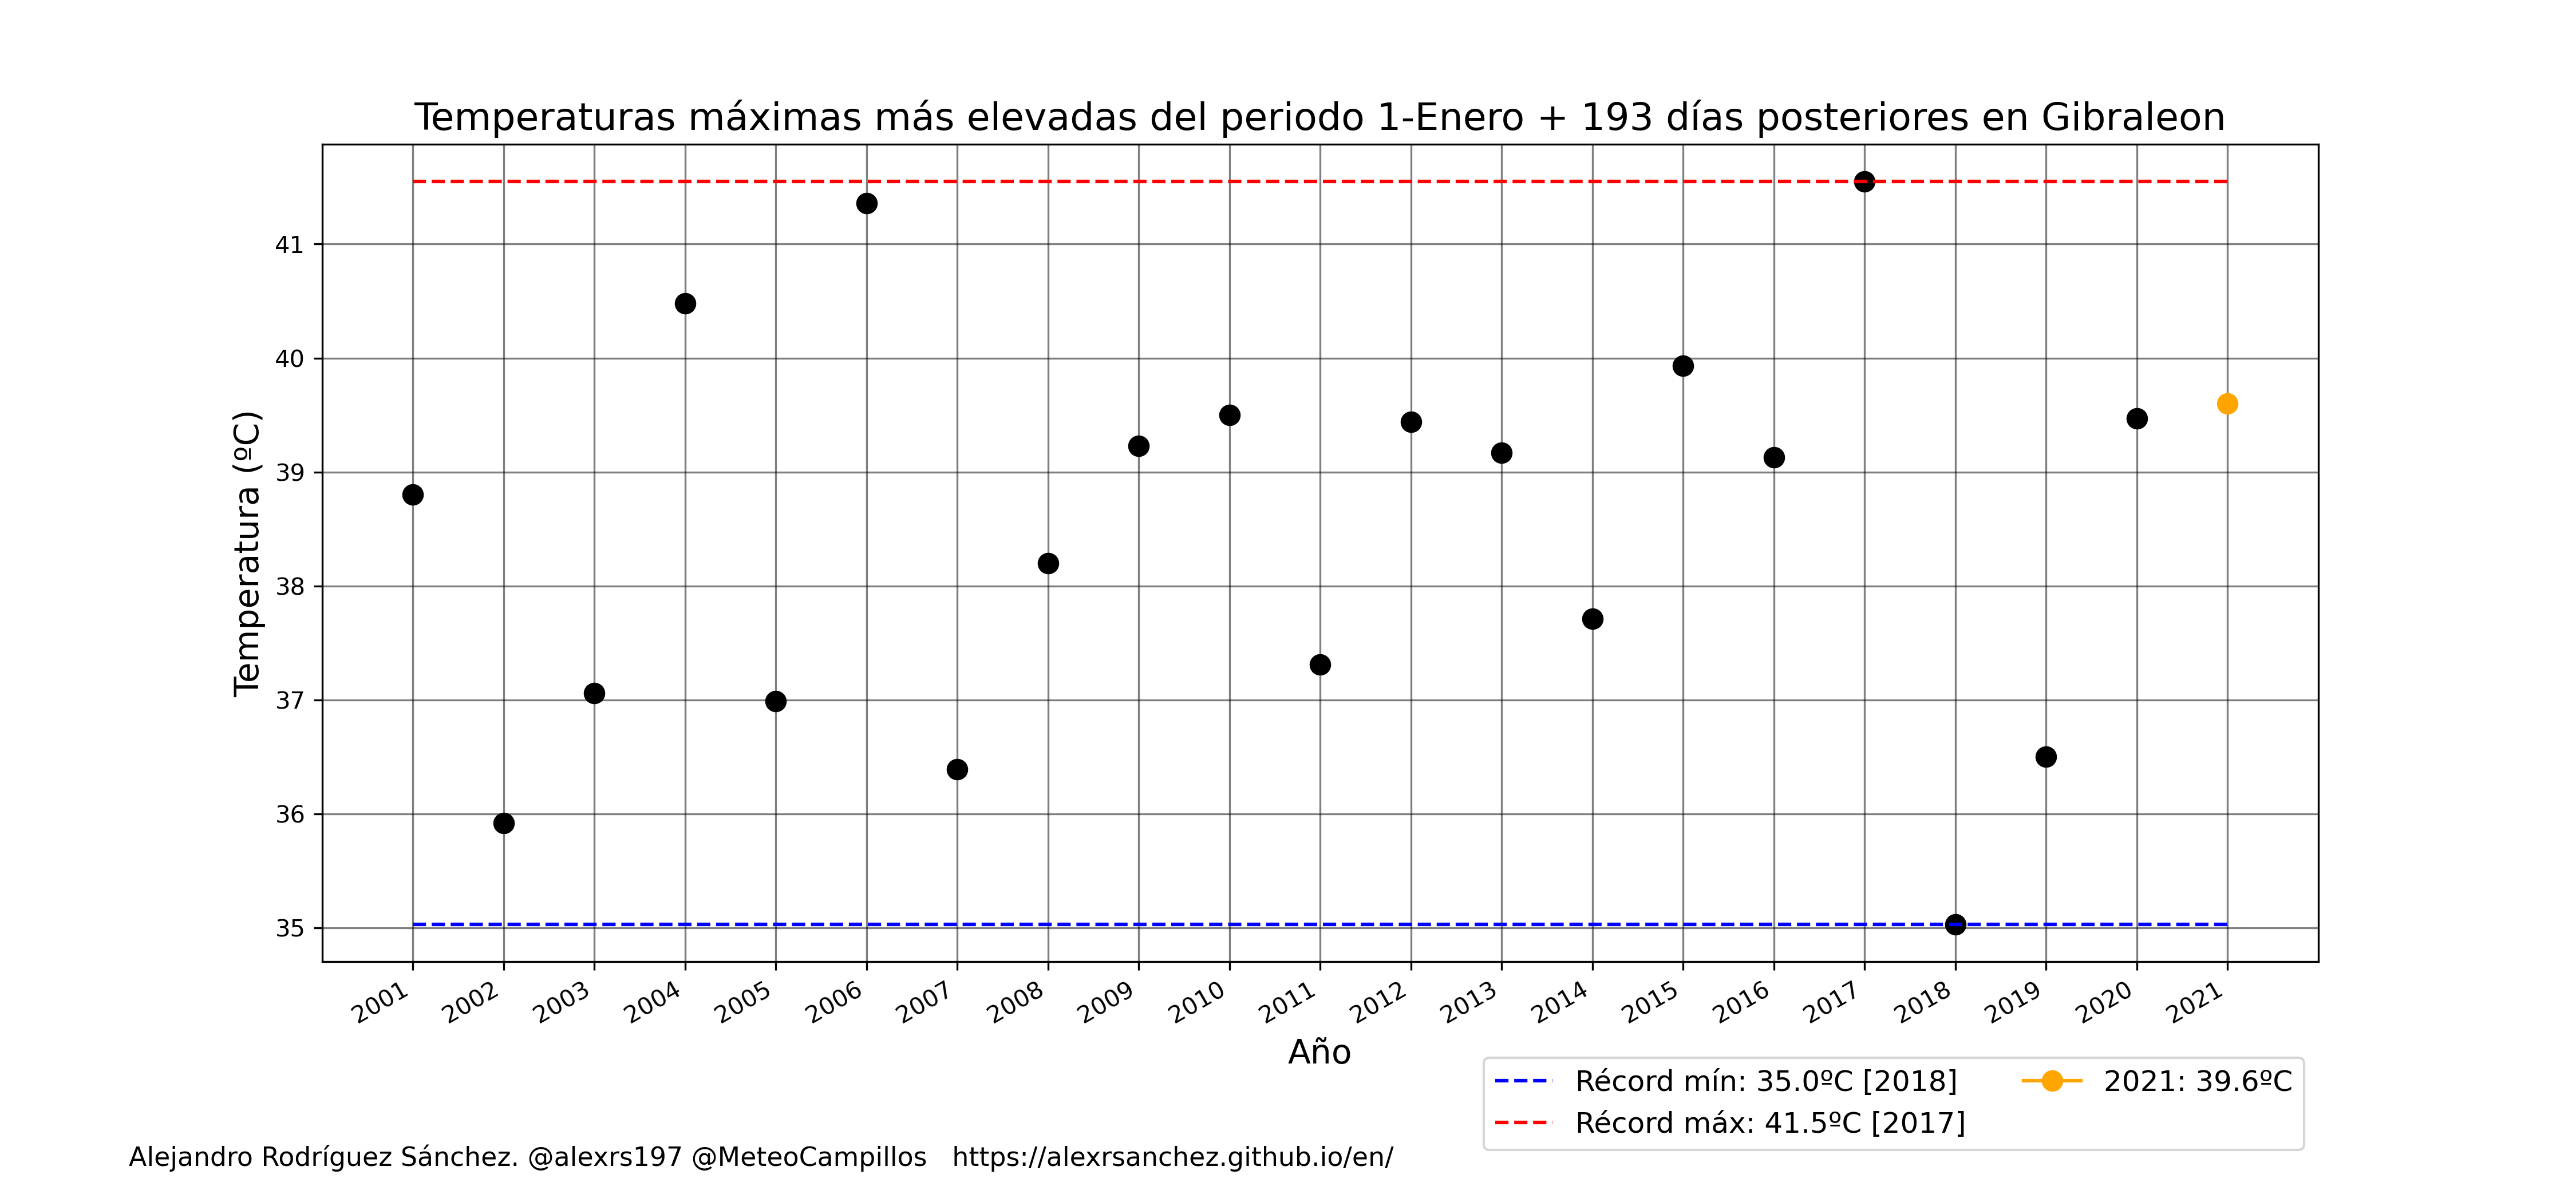 Temperaturas máximas más elevadas del periodo 1-Enero + 193 días posteriores en Gibraleon
Temperatura (ºC)
41
40
39
38
37
36
35
2001 2002 2003 2004 2005 2006 2007 2008 2009 2010 2011 2012 2013 2014 2015 2016 2017 2018 2019 2020 2021
Año
Récord mín: 35.0ºC [2018] 2021: 39.6ºC
Récord máx: 41.5ºC [2017]
Alejandro Rodríguez Sánchez. @alexrs197 @MeteoCampillos https://alexrsanchez.github.io/en/